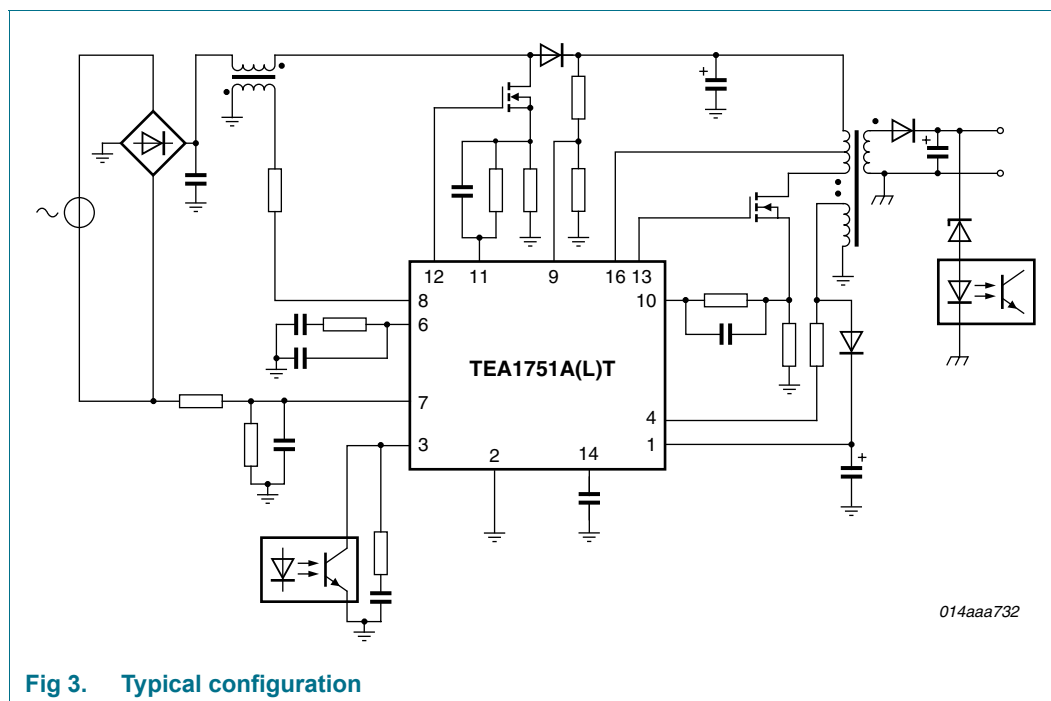 +
+
12 11 9 16 13
8 10
6
TEA1751A(L)T
7
4
3 1
2 14
+
014aaa732
Fig 3. Typical configuration